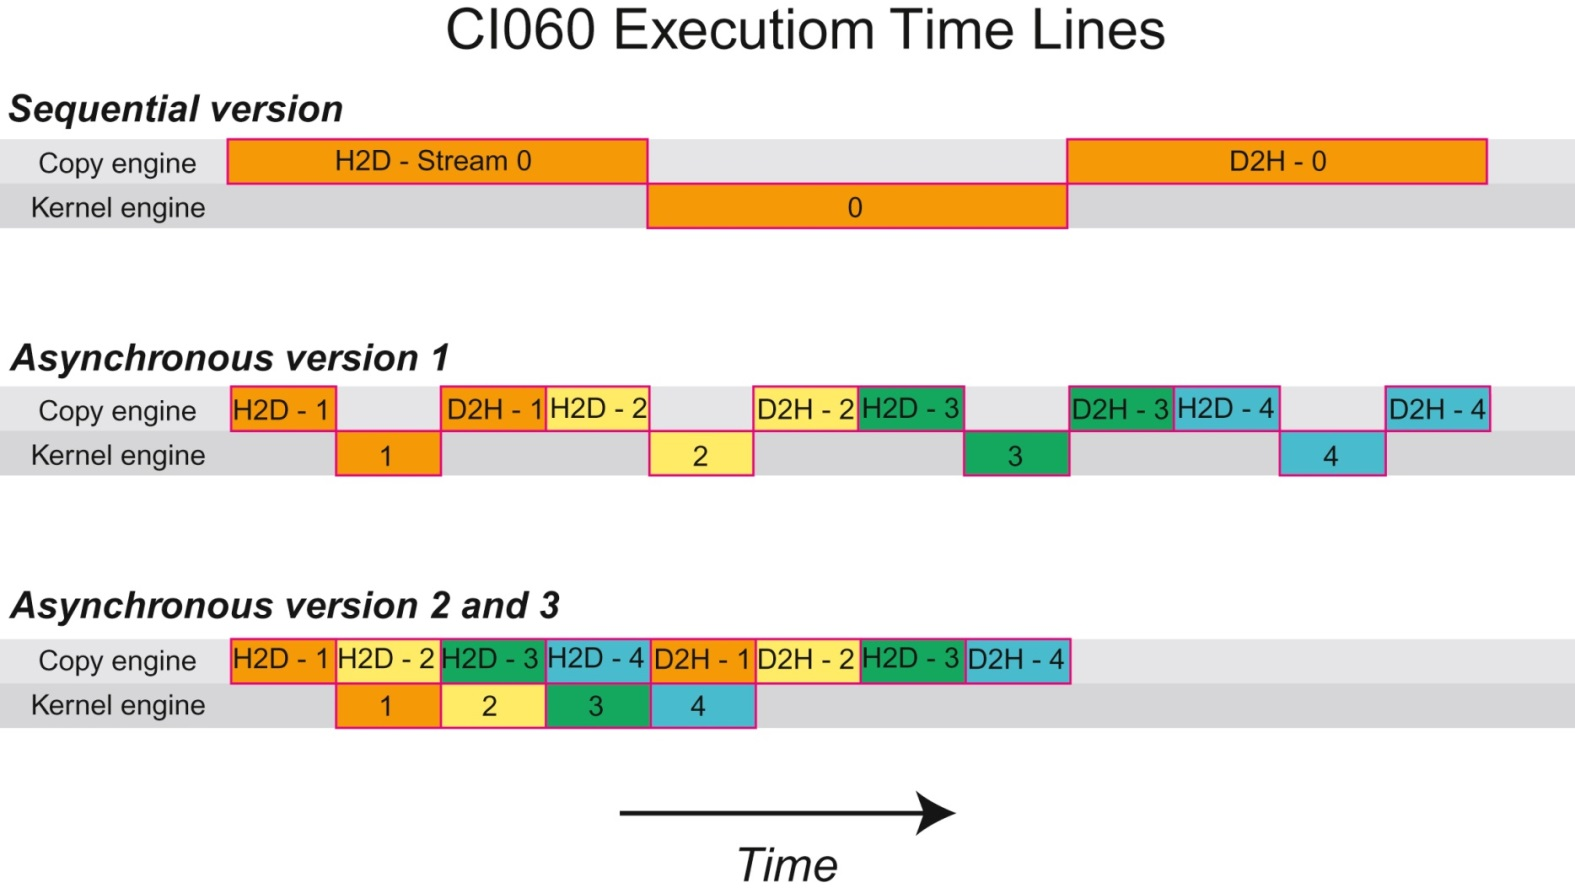 CI060 Executiom Time Lines
Sequential version
Copy engine H2D - Stream 0 D2H - 0
Kernel engine 0
Asynchronous version 1
Copy engine H2D - 1 D2H - 1 H2D - 2 D2H - 2 H2D - 3 D2H - 3 H2D - 4 D2H - 4
Kernel engine 1 2 3 4
Asynchronous version 2 and 3
Copy engine H2D - 1 H2D - 2 H2D - 3 H2D - 4 D2H - 1 D2H - 2 H2D - 3 D2H - 4
Kernel engine 1 2 3 4
Time